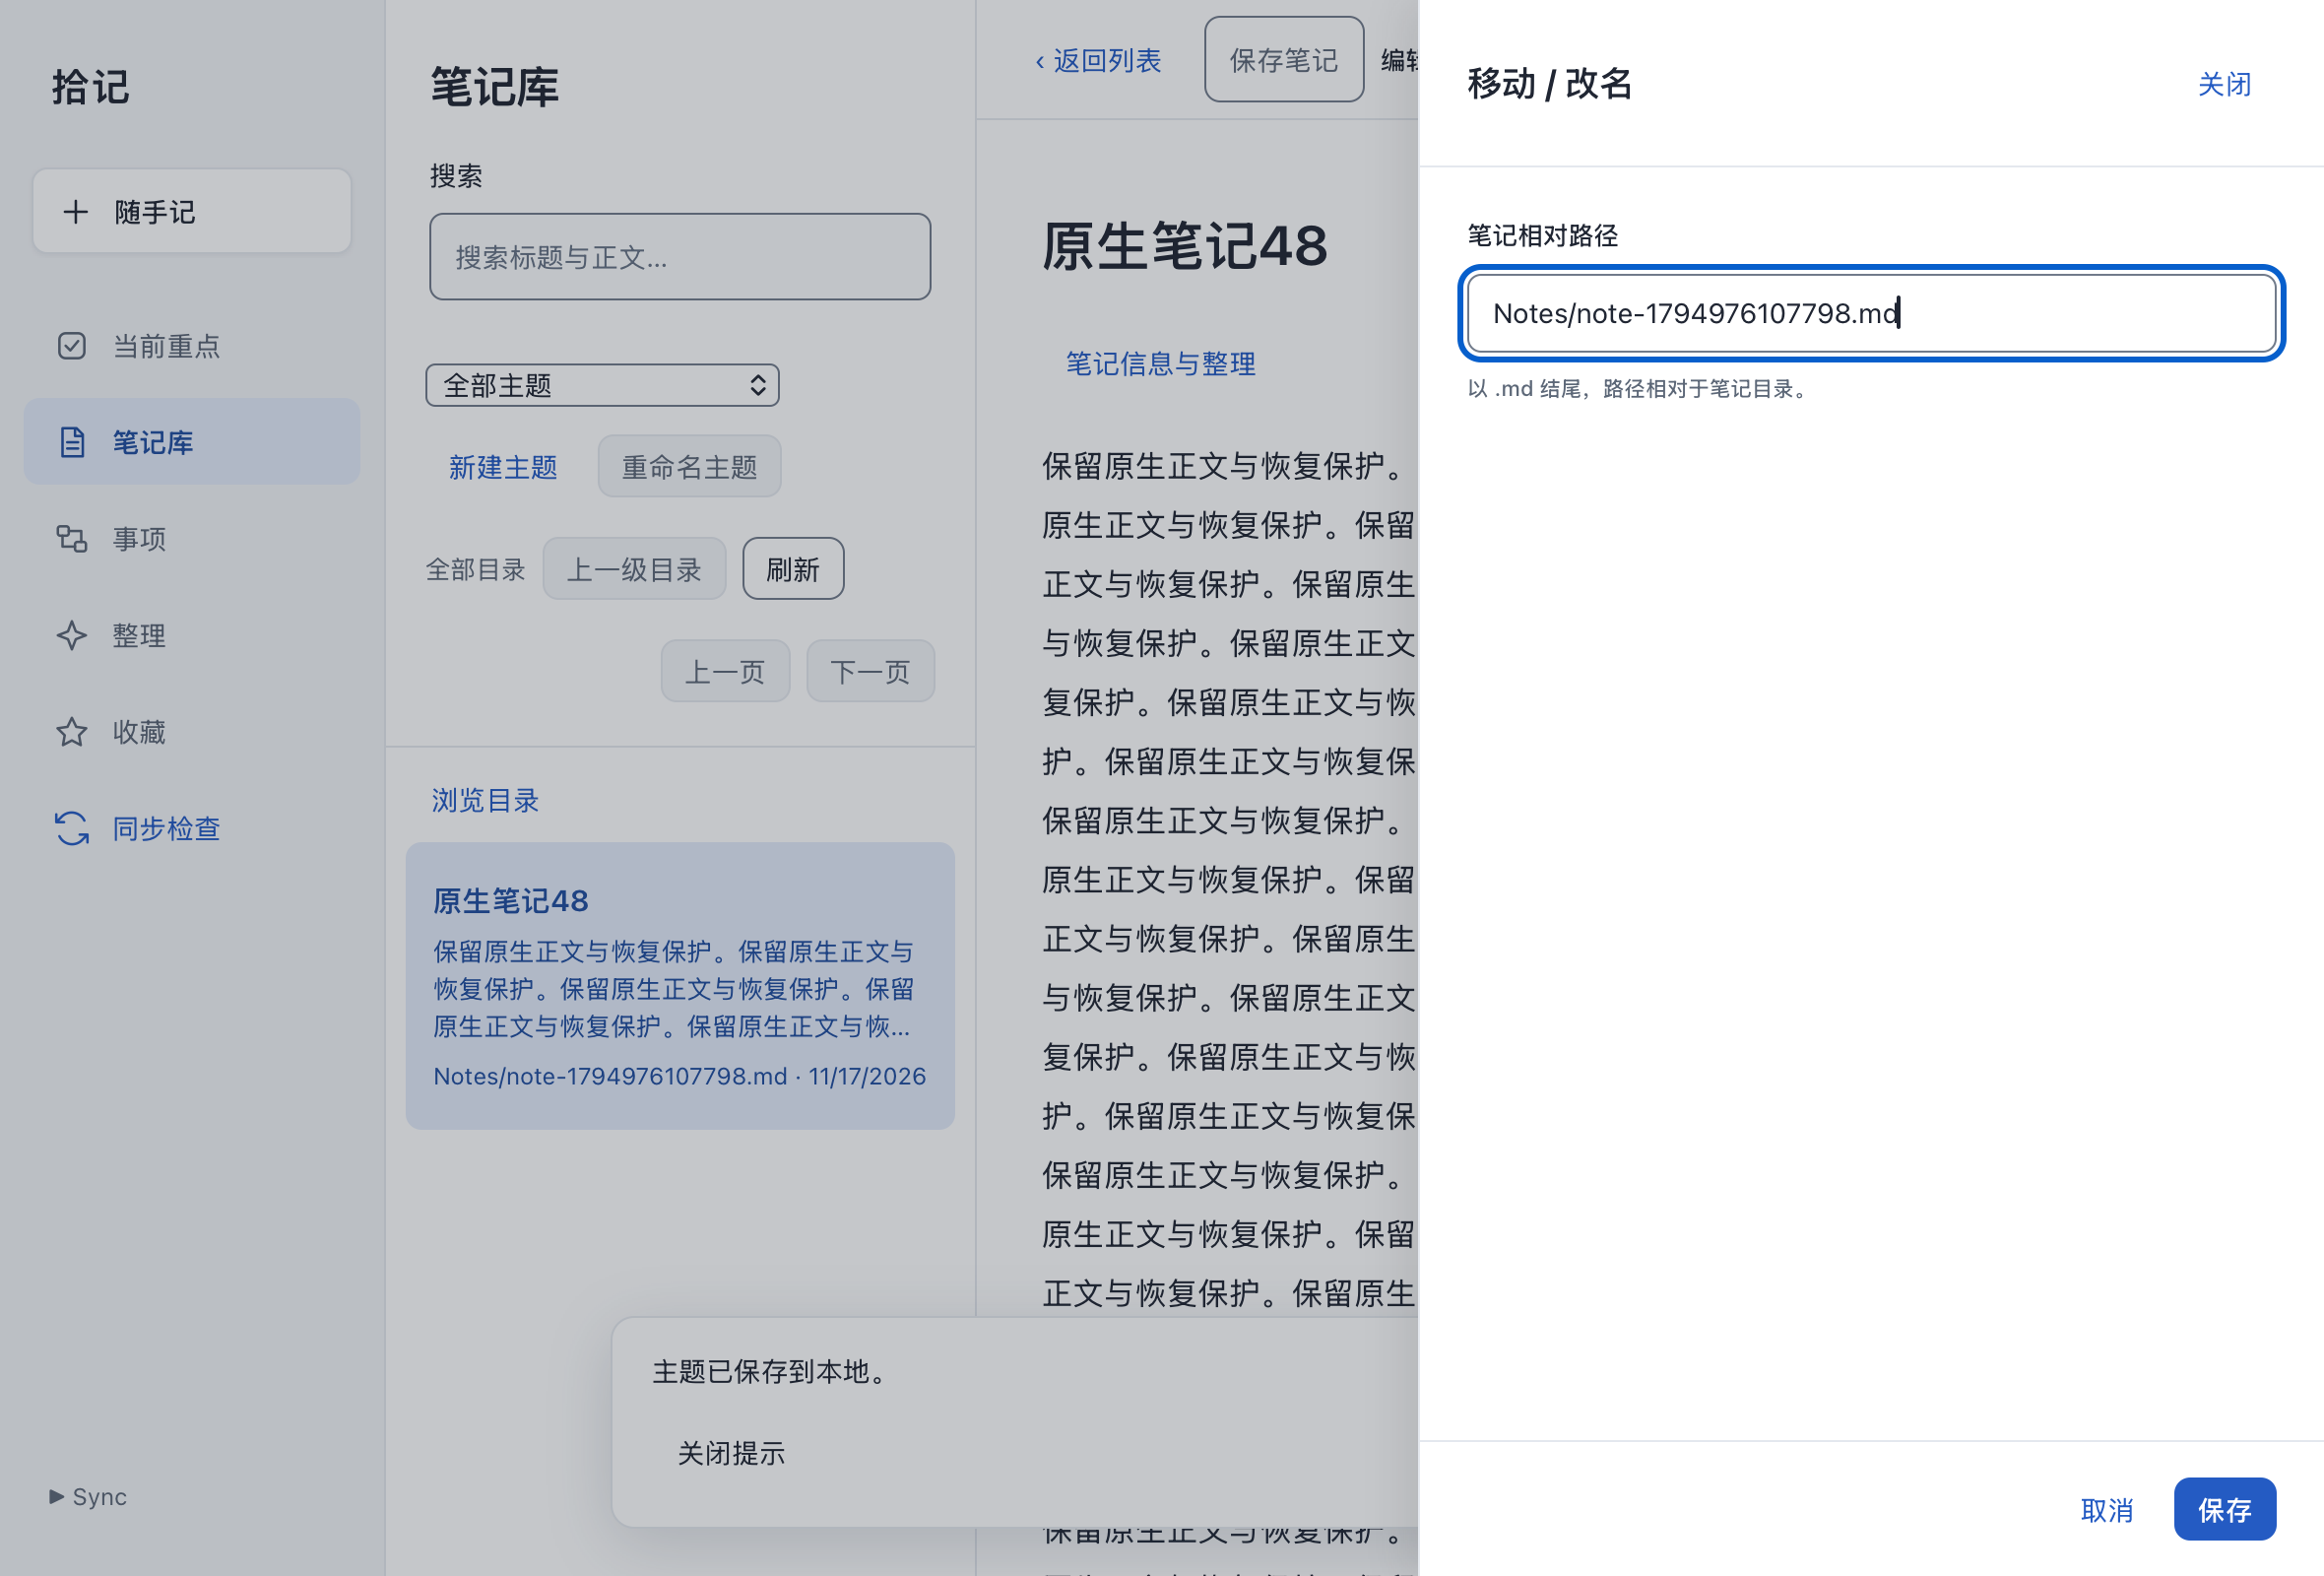 拾记
随手记
当前重点
笔记库
事项
整理
收藏
同步检查
Sync
笔记库
搜索
搜索标题与正文...
全部主题
新建主题
重命名主题
全部目录
上一级目录
刷新
上一页
下一页
浏览目录
原生笔记48
保留原生正文与恢复保护。保留原生正文与
恢复保护。保留原生正文与恢复保护。保留
原生正文与恢复保护。保留原生正文与恢...
Notes/note-1794976107798.md · 11/17/2026
‹ 返回列表
保存笔记
编辑
原生笔记48
笔记信息与整理
保留原生正文与恢复保护。
原生正文与恢复保护。保留
正文与恢复保护。保留原生
与恢复保护。保留原生正文
复保护。保留原生正文与恢
护。保留原生正文与恢复保
保留原生正文与恢复保护。
原生正文与恢复保护。保留
正文与恢复保护。保留原生
与恢复保护。保留原生正文
复保护。保留原生正文与恢
护。保留原生正文与恢复保
保留原生正文与恢复保护。
原生正文与恢复保护。保留
正文与恢复保护。保留原生
主题已保存到本地。
关闭提示
保留原生正文与恢复保护。
移动 / 改名
关闭
笔记相对路径
Notes/note-1794976107798.md
以 .md 结尾，路径相对于笔记目录。
取消
保存